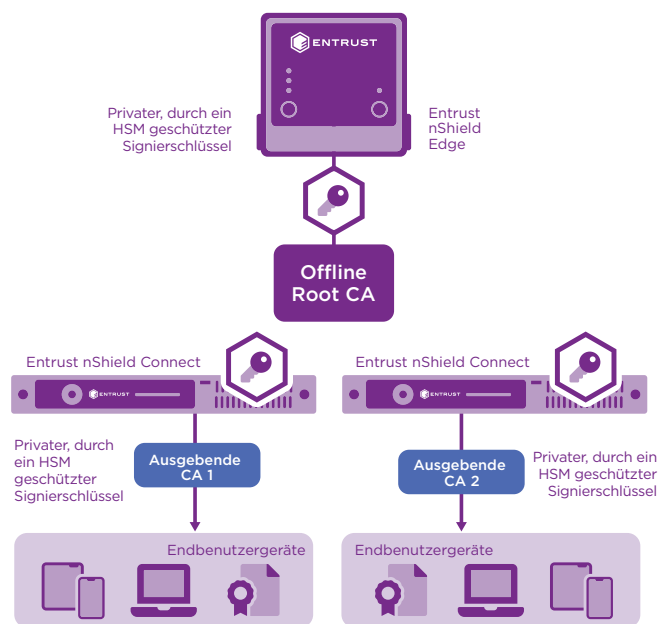 ENTRUST
Privater, durch ein
HSM geschützter
Signierschlüssel
Entrust
nShield
Edge
Offline
Root CA
Entrust nShield Connect
ENTRUST
Privater, durch
ein HSM
geschützter
Signierschlüssel
Ausgebende
CA 1
Endbenutzergeräte
Entrust nShield Connect
ENTRUST
Ausgebende
CA 2
Privater, durch ein
HSM geschützter
Signierschlüssel
Endbenutzergeräte